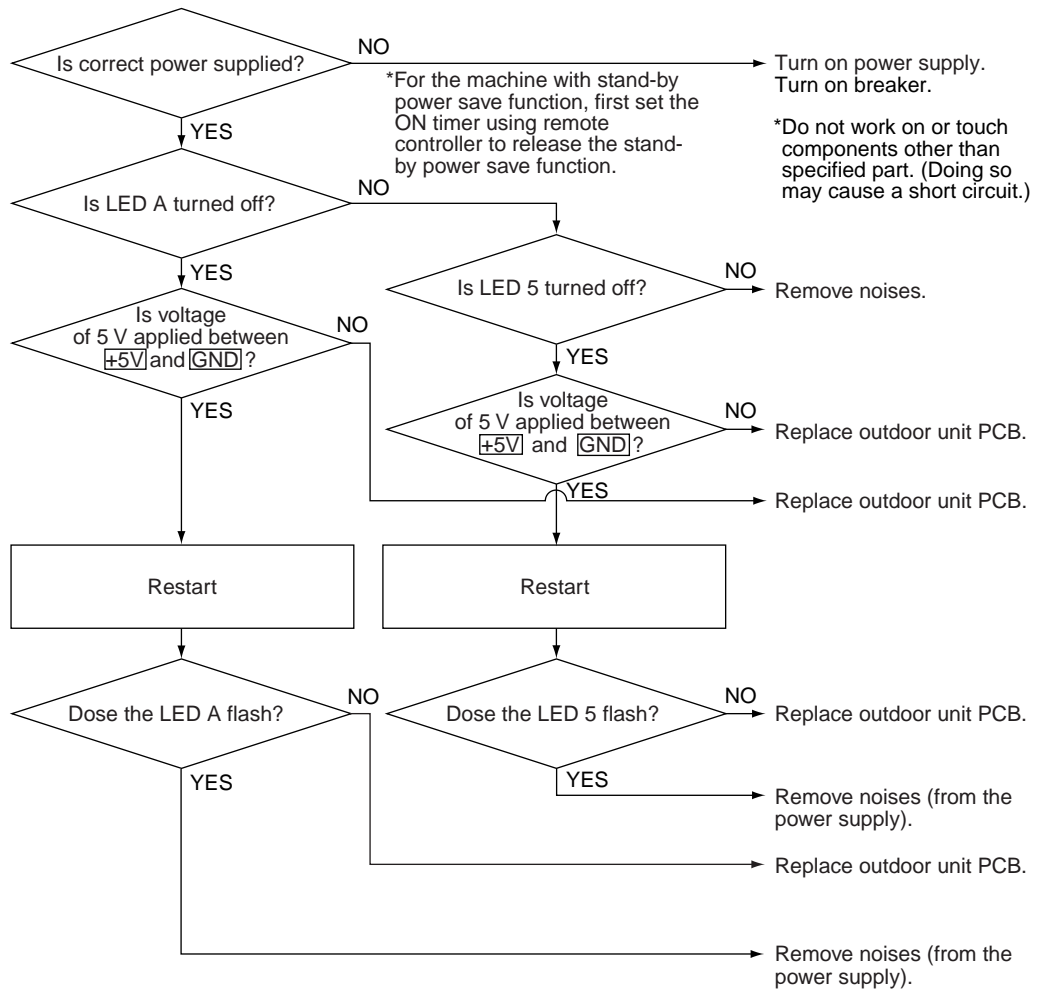 Is correct power supplied?
NO
Turn on power supply.
Turn on breaker.
*For the machine with stand-by
power save function, first set the
ON timer using remote
controller to release the stand-
by power save function.
*Do not work on or touch
components other than
specified part. (Doing so
may cause a short circuit.)
YES
Is LED A turned off?
NO
YES
Is LED 5 turned off?
NO
Remove noises.
YES
Is voltage
of 5 V applied between
+5V and GND ?
NO
YES
Is voltage
of 5 V applied between
+5V and GND ?
NO
Replace outdoor unit PCB.
YES
Replace outdoor unit PCB.
Restart
Restart
Dose the LED A flash?
NO
YES
Dose the LED 5 flash?
NO
Replace outdoor unit PCB.
YES
Remove noises (from the
power supply).
Replace outdoor unit PCB.
Remove noises (from the
power supply).